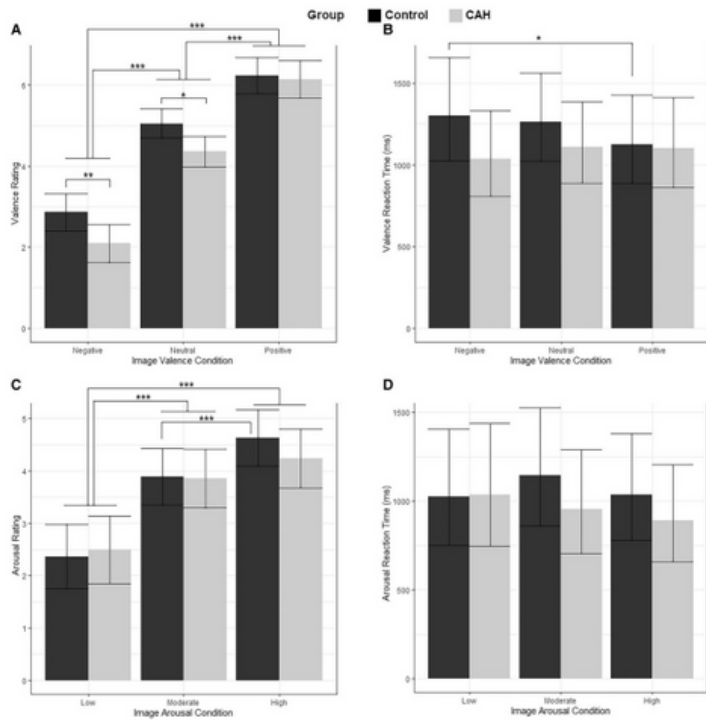 Group Control CAH
A
***
***
***
*
**
Valence Rating
6
4
2
0
Negative Neutral Positive
Image Valence Condition
B
*
Valence Reaction Time (ms)
1500
1000
500
0
Negative Neutral Positive
Image Valence Condition
C
***
***
***
Arousal Rating
5
4
3
2
1
0
Low Moderate High
Image Arousal Condition
D
Arousal Reaction Time (ms)
1500
1000
500
0
Low Moderate High
Image Arousal Condition